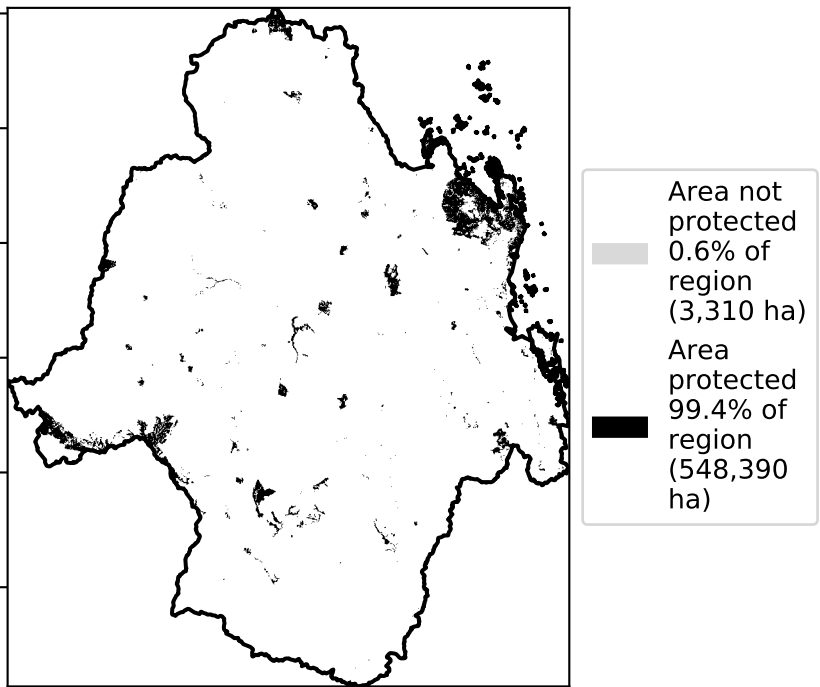 Area not
protected
0.6% of
region
(3,310 ha)
Area
protected
99.4% of
region
(548,390
ha)